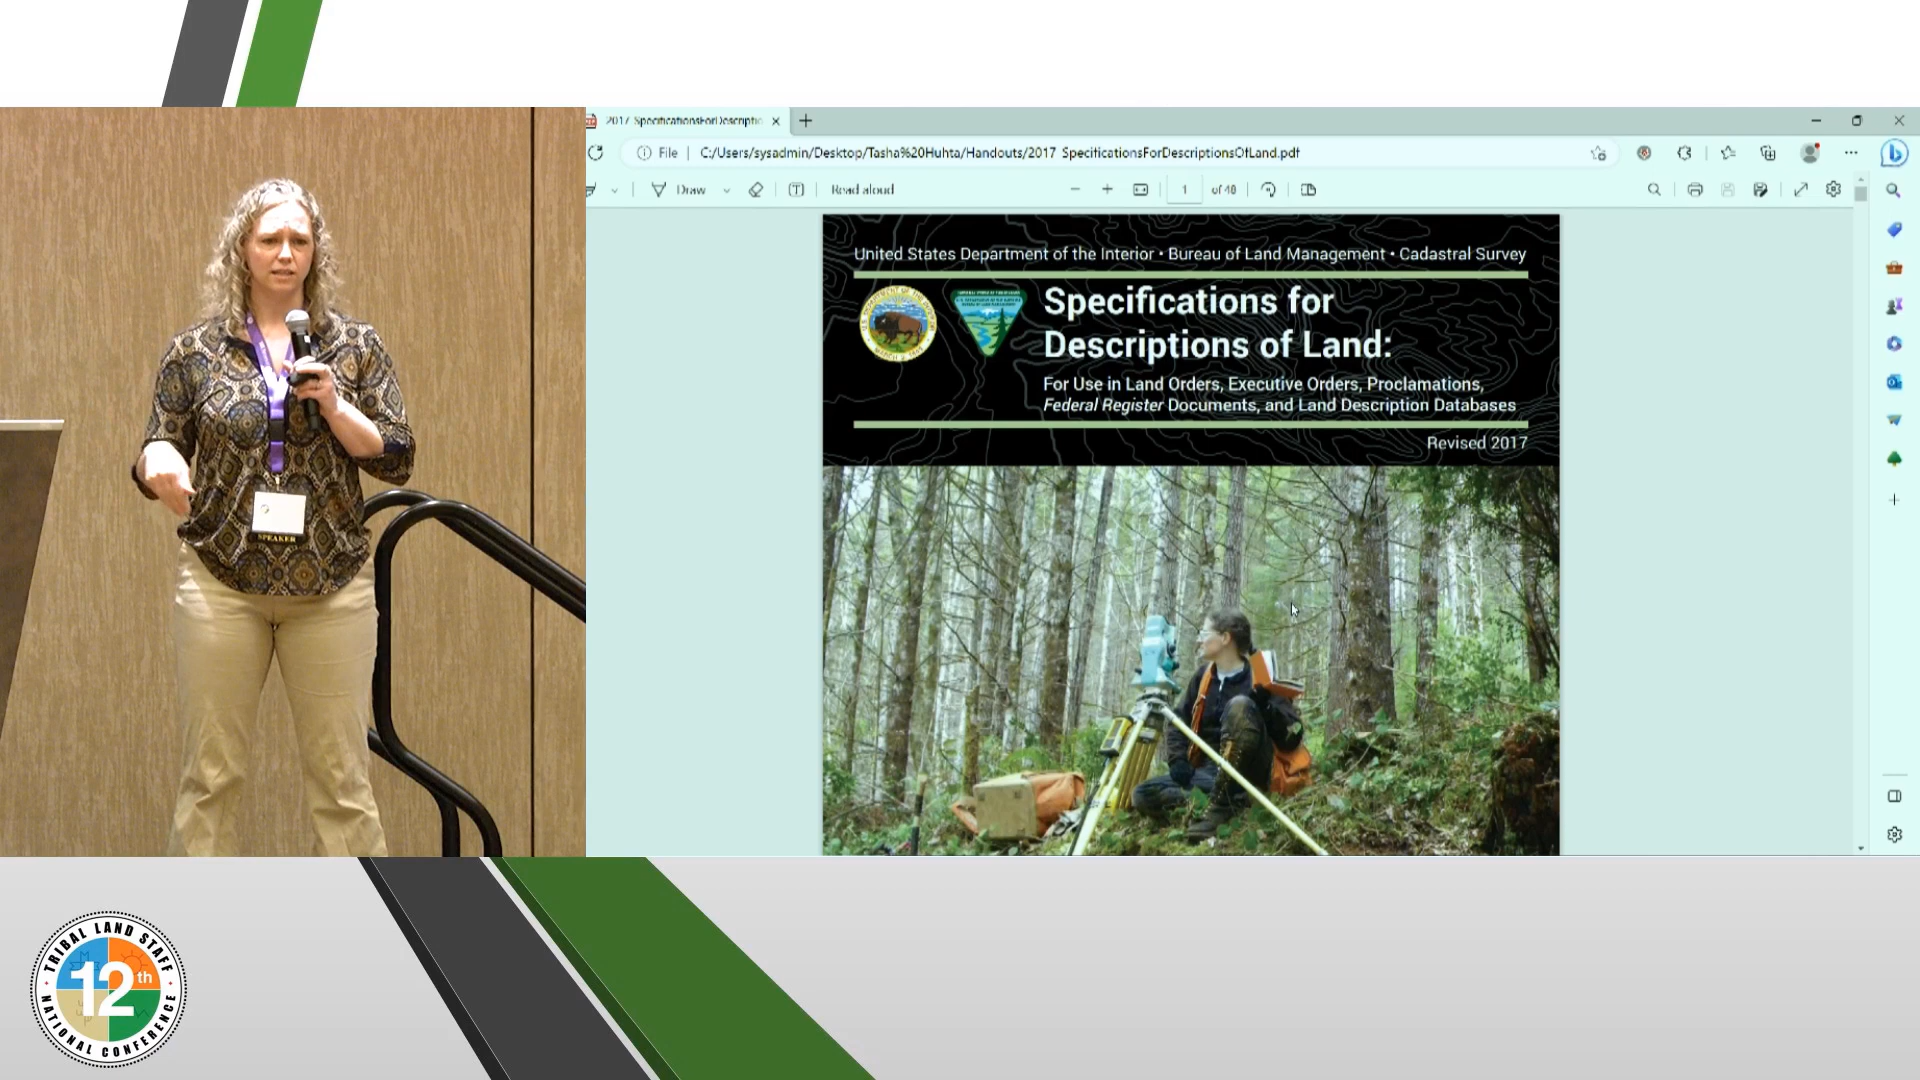 2017 SpecificationsForDescriptio
File
C:/Users/sysadmin/Desktop/Tasha%20Huhta/Handouts/2017 SpecificationsForDescriptionsOfLand.pdf
Draw
Read aloud
1 of 48
United States Department of the Interior • Bureau of Land Management • Cadastral Survey
Specifications for
Descriptions of Land:
For Use in Land Orders, Executive Orders, Proclamations,
Federal Register Documents, and Land Description Databases
Revised 2017
SPEAKER
TRIBAL LAND STAFF
12th
NATIONAL CONFERENCE